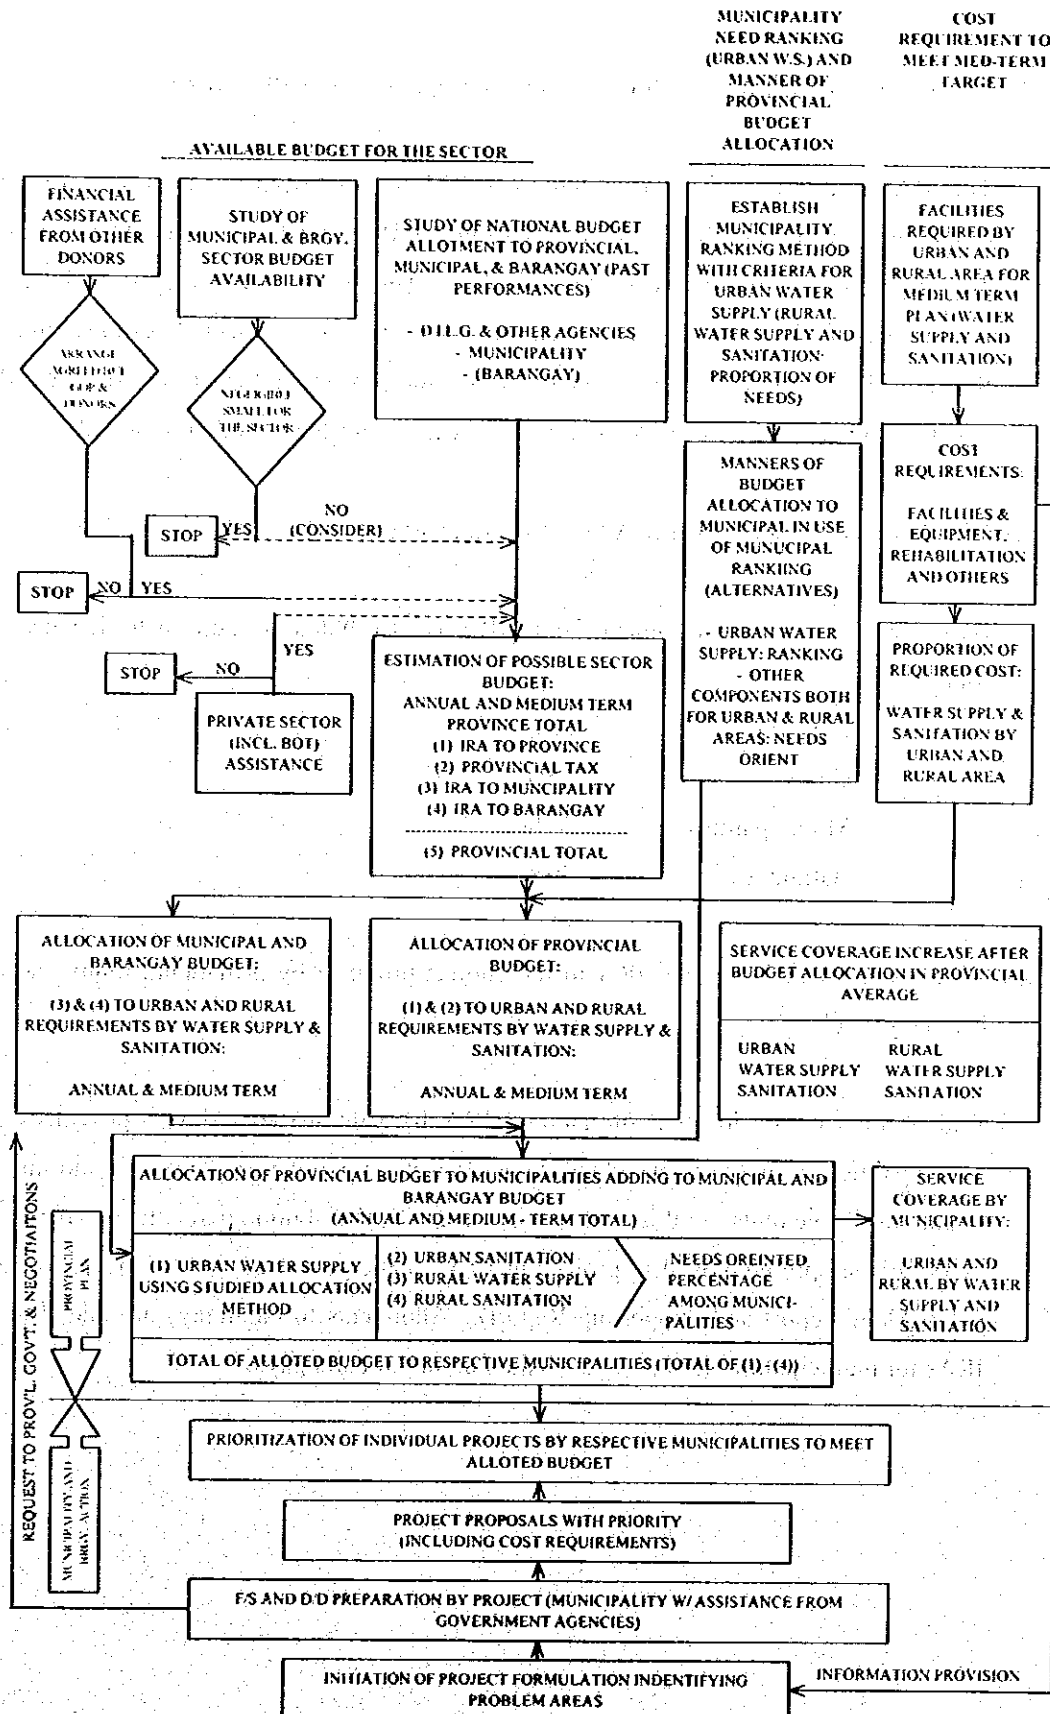 MUNICIPALITY
NEED RANKING
(URBAN W.S.) AND
MANNER OF
PROVINCIAL
BUDGET
ALLOCATION
COST
REQUIREMENT TO
MEET MED-TERM
TARGET
AVAILABLE BUDGET FOR THE SECTOR
FINANCIAL
ASSISTANCE
FROM OTHER
DONORS
STUDY OF
MUNICIPAL & BRGY.
SECTOR BUDGET
AVAILABILITY
STUDY OF NATIONAL BUDGET
ALLOTMENT TO PROVINCIAL,
MUNICIPAL, & BARANGAY (PAST
PERFORMANCES)
- D.I.L.G. & OTHER AGENCIES
- MUNICIPALITY
- (BARANGAY)
ESTABLISH
MUNICIPALITY
RANKING METHOD
WITH CRITERIA FOR
URBAN WATER
SUPPLY (RURAL
WATER SUPPLY AND
SANITATION:
PROPORTION OF
NEEDS)
FACILITIES
REQUIRED BY
URBAN AND
RURAL AREA FOR
MEDIUM TERM
PLAN (WATER
SUPPLY AND
SANITATION)
ARRANGE
AGREED BUT
GOP &
DONORS
NEGLIGIBLE
SMALL FOR
THE SECTOR
MANNERS OF
BUDGET
ALLOCATION TO
MUNICIPAL IN USE
OF MUNUCIPAL
RANKIING
(ALTERNATIVES)
- URBAN WATER
SUPPLY: RANKING
- OTHER
COMPONENTS BOTH
FOR URBAN & RURAL
AREAS: NEEDS
ORIENT
COST
REQUIREMENTS:
FACILITIES &
EQUIPMENT,
REHABILITATION
AND OTHERS
STOP
YES
NO
(CONSIDER)
STOP
NO
YES
YES
STOP
NO
PRIVATE SECTOR
(INCL. BOT)
ASSISTANCE
ESTIMATION OF POSSIBLE SECTOR
BUDGET:
ANNUAL AND MEDIUM TERM
PROVINCE TOTAL
(1) IRA TO PROVINCE
(2) PROVINCIAL TAX
(3) IRA TO MUNCIPALITY
(4) IRA TO BARANGAY
(5) PROVINCIAL TOTAL
PROPORTION OF
REQUIRED COST:
WATER SUPPLY &
SANITATION BY
URBAN AND
RURAL AREA
ALLOCATION OF MUNICIPAL AND
BARANGAY BUDGET:
(3) & (4) TO URBAN AND RURAL
REQUIREMENTS BY WATER SUPPLY &
SANITATION:
ANNUAL & MEDIUM TERM
ALLOCATION OF PROVINCIAL
BUDGET:
(1) & (2) TO URBAN AND RURAL
REQUIREMENTS BY WATER SUPPLY &
SANITATION:
ANNUAL & MEDIUM TERM
SERVICE COVERAGE INCREASE AFTER
BUDGET ALLOCATION IN PROVINCIAL
AVERAGE
URBAN
WATER SUPPLY
SANITATION
RURAL
WATER SUPPLY
SANITATION
ALLOCATION OF PROVINCIAL BUDGET TO MUNICIPALITIES ADDING TO MUNICIPAL AND
BARANGAY BUDGET
(ANNUAL AND MEDIUM - TERM TOTAL)
(1) URBAN WATER SUPPLY
USING STUDIED ALLOCATION
METHOD
(2) URBAN SANITATION
(3) RURAL WATER SUPPLY
(4) RURAL SANITATION
NEEDS OREINTED
PERCENTAGE
AMONG MUNICI-
PALITIES
TOTAL OF ALLOTED BUDGET TO RESPECTIVE MUNICIPALITIES (TOTAL OF (1) - (4))
SERVICE
COVERAGE BY
MUNICIPALITY:
URBAN AND
RURAL BY WATER
SUPPLY AND
SANITATION
REQUEST TO PROV'L. GOV'T. & NEGOTIAITONS
PROVINCIAL
PLAN
MUNICIPALITY AND
BRGY. ACTION
PRIORITIZATION OF INDIVIDUAL PROJECTS BY RESPECTIVE MUNICIPALITIES TO MEET
ALLOTED BUDGET
PROJECT PROPOSALS WITH PRIORITY
(INCLUDING COST REQUIREMENTS)
F/S AND D/D PREPARATION BY PROJECT (MUNICIPALITY W/ ASSISTANCE FROM
GOVERNMENT AGENCIES)
INITIATION OF PROJECT FORMULATION INDENTIFYING
PROBLEM AREAS
INFORMATION PROVISION